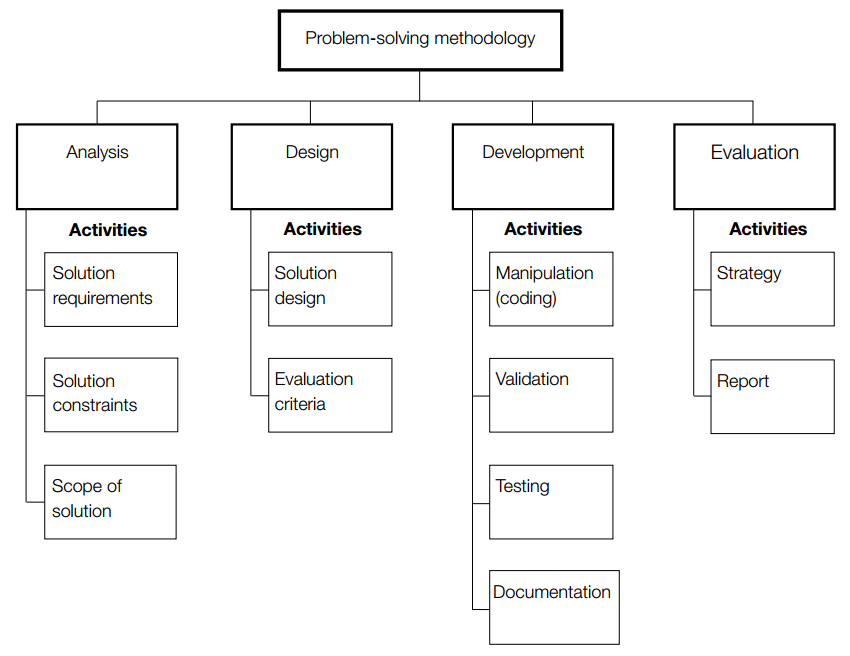 Problem-solving methodology
Analysis
Design
Development
Evaluation
Activities
Activities
Activities
Activities
Solution
requirements
Solution
constraints
Scope of
solution
Solution
design
Evaluation
criteria
Manipulation
(coding)
Validation
Testing
Documentation
Strategy
Report